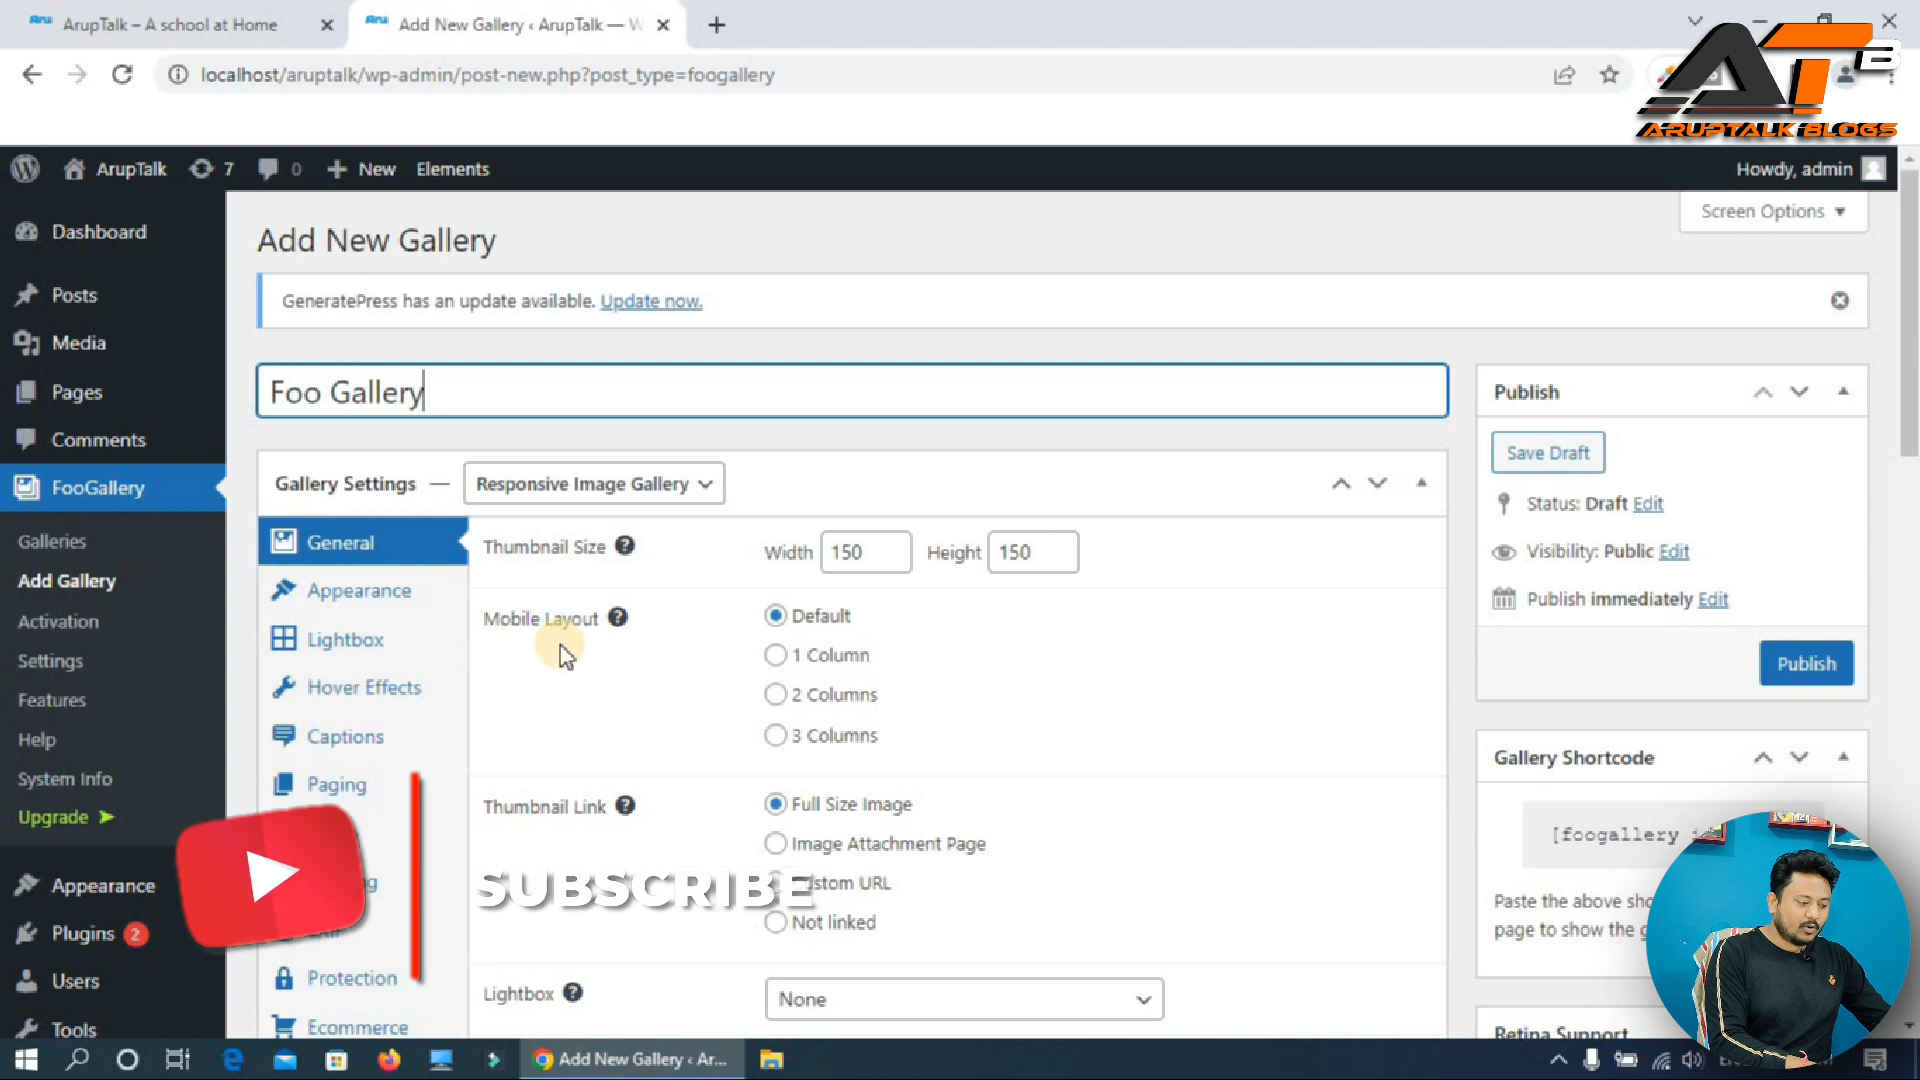 ArupTalk – A school at Home
Add New Gallery ‹ ArupTalk — W
localhost/aruptalk/wp-admin/post-new.php?post_type=foogallery
ATB
ARUPTALK BLOGS
ArupTalk
7
0
New
Elements
Howdy, admin
Screen Options
Dashboard
Posts
Media
Pages
Comments
FooGallery
Galleries
Add Gallery
Activation
Settings
Features
Help
System Info
Upgrade
Appearance
Plugins 2
Users
Tools
Add New Gallery
GeneratePress has an update available. Update now.
Foo Gallery
Gallery Settings — Responsive Image Gallery
General
Appearance
Lightbox
Hover Effects
Captions
Paging
Protection
Ecommerce
Thumbnail Size
Width 150 Height 150
Mobile Layout
Default
1 Column
2 Columns
3 Columns
Thumbnail Link
Full Size Image
Image Attachment Page
SUBSCRIBE
URL
Not linked
Lightbox
None
Publish
Save Draft
Status: Draft Edit
Visibility: Public Edit
Publish immediately Edit
Publish
Gallery Shortcode
[foogallery
Paste the above
page to show the
Retina Support
Add New Gallery ‹ Ar...